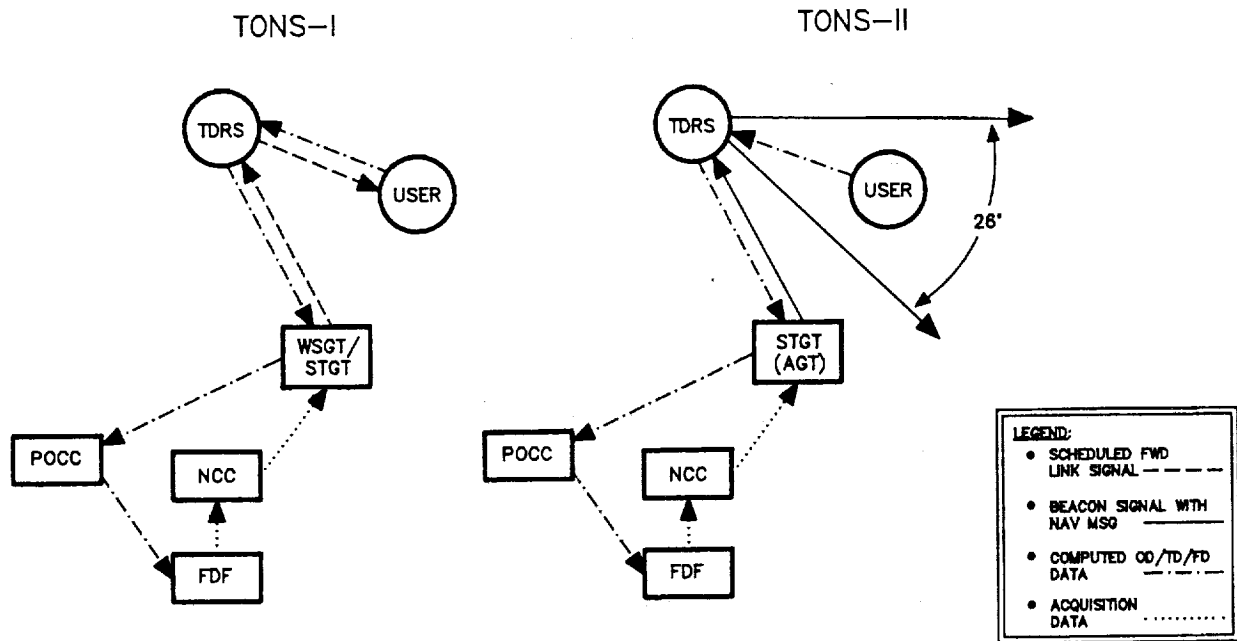 TONS-I
TDRS
USER
WSGT/
STGT
POCC
NCC
FDF
TONS-II
TDRS
USER
26°
STGT
(AGT)
POCC
NCC
FDF
LEGEND:
• SCHEDULED FWD
LINK SIGNAL
• BEACON SIGNAL WITH
NAV MSG
• COMPUTED OD/TD/FD
DATA
• ACQUISITION
DATA